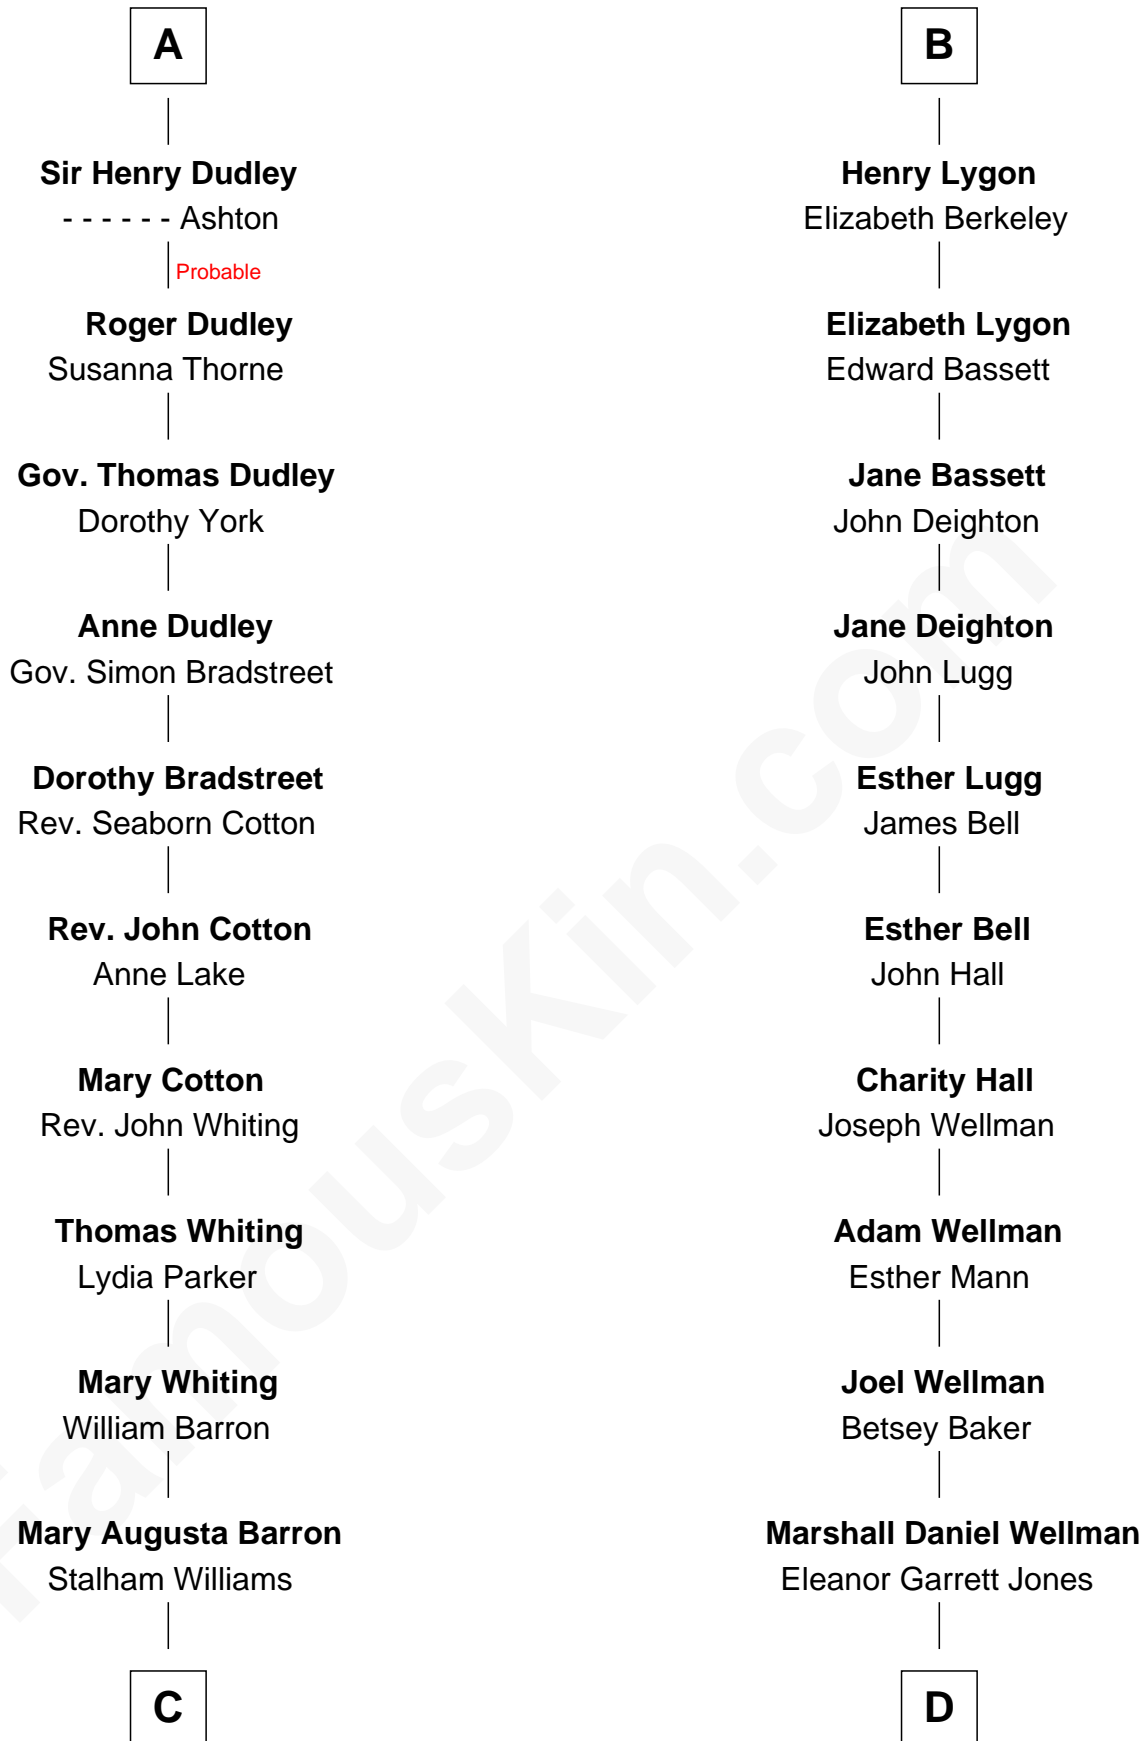 A
Sir Henry Dudley
- - - - - - Ashton
Probable
Roger Dudley
Susanna Thorne
Gov. Thomas Dudley
Dorothy York
Anne Dudley
Gov. Simon Bradstreet
Dorothy Bradstreet
Rev. Seaborn Cotton
Rev. John Cotton
Anne Lake
Mary Cotton
Rev. John Whiting
Thomas Whiting
Lydia Parker
Mary Whiting
William Barron
Mary Augusta Barron
Stalham Williams
C
B
Henry Lygon
Elizabeth Berkeley
Elizabeth Lygon
Edward Bassett
Jane Bassett
John Deighton
Jane Deighton
John Lugg
Esther Lugg
James Bell
Esther Bell
John Hall
Charity Hall
Joseph Wellman
Adam Wellman
Esther Mann
Joel Wellman
Betsey Baker
Marshall Daniel Wellman
Eleanor Garrett Jones
D
FamousKin.com